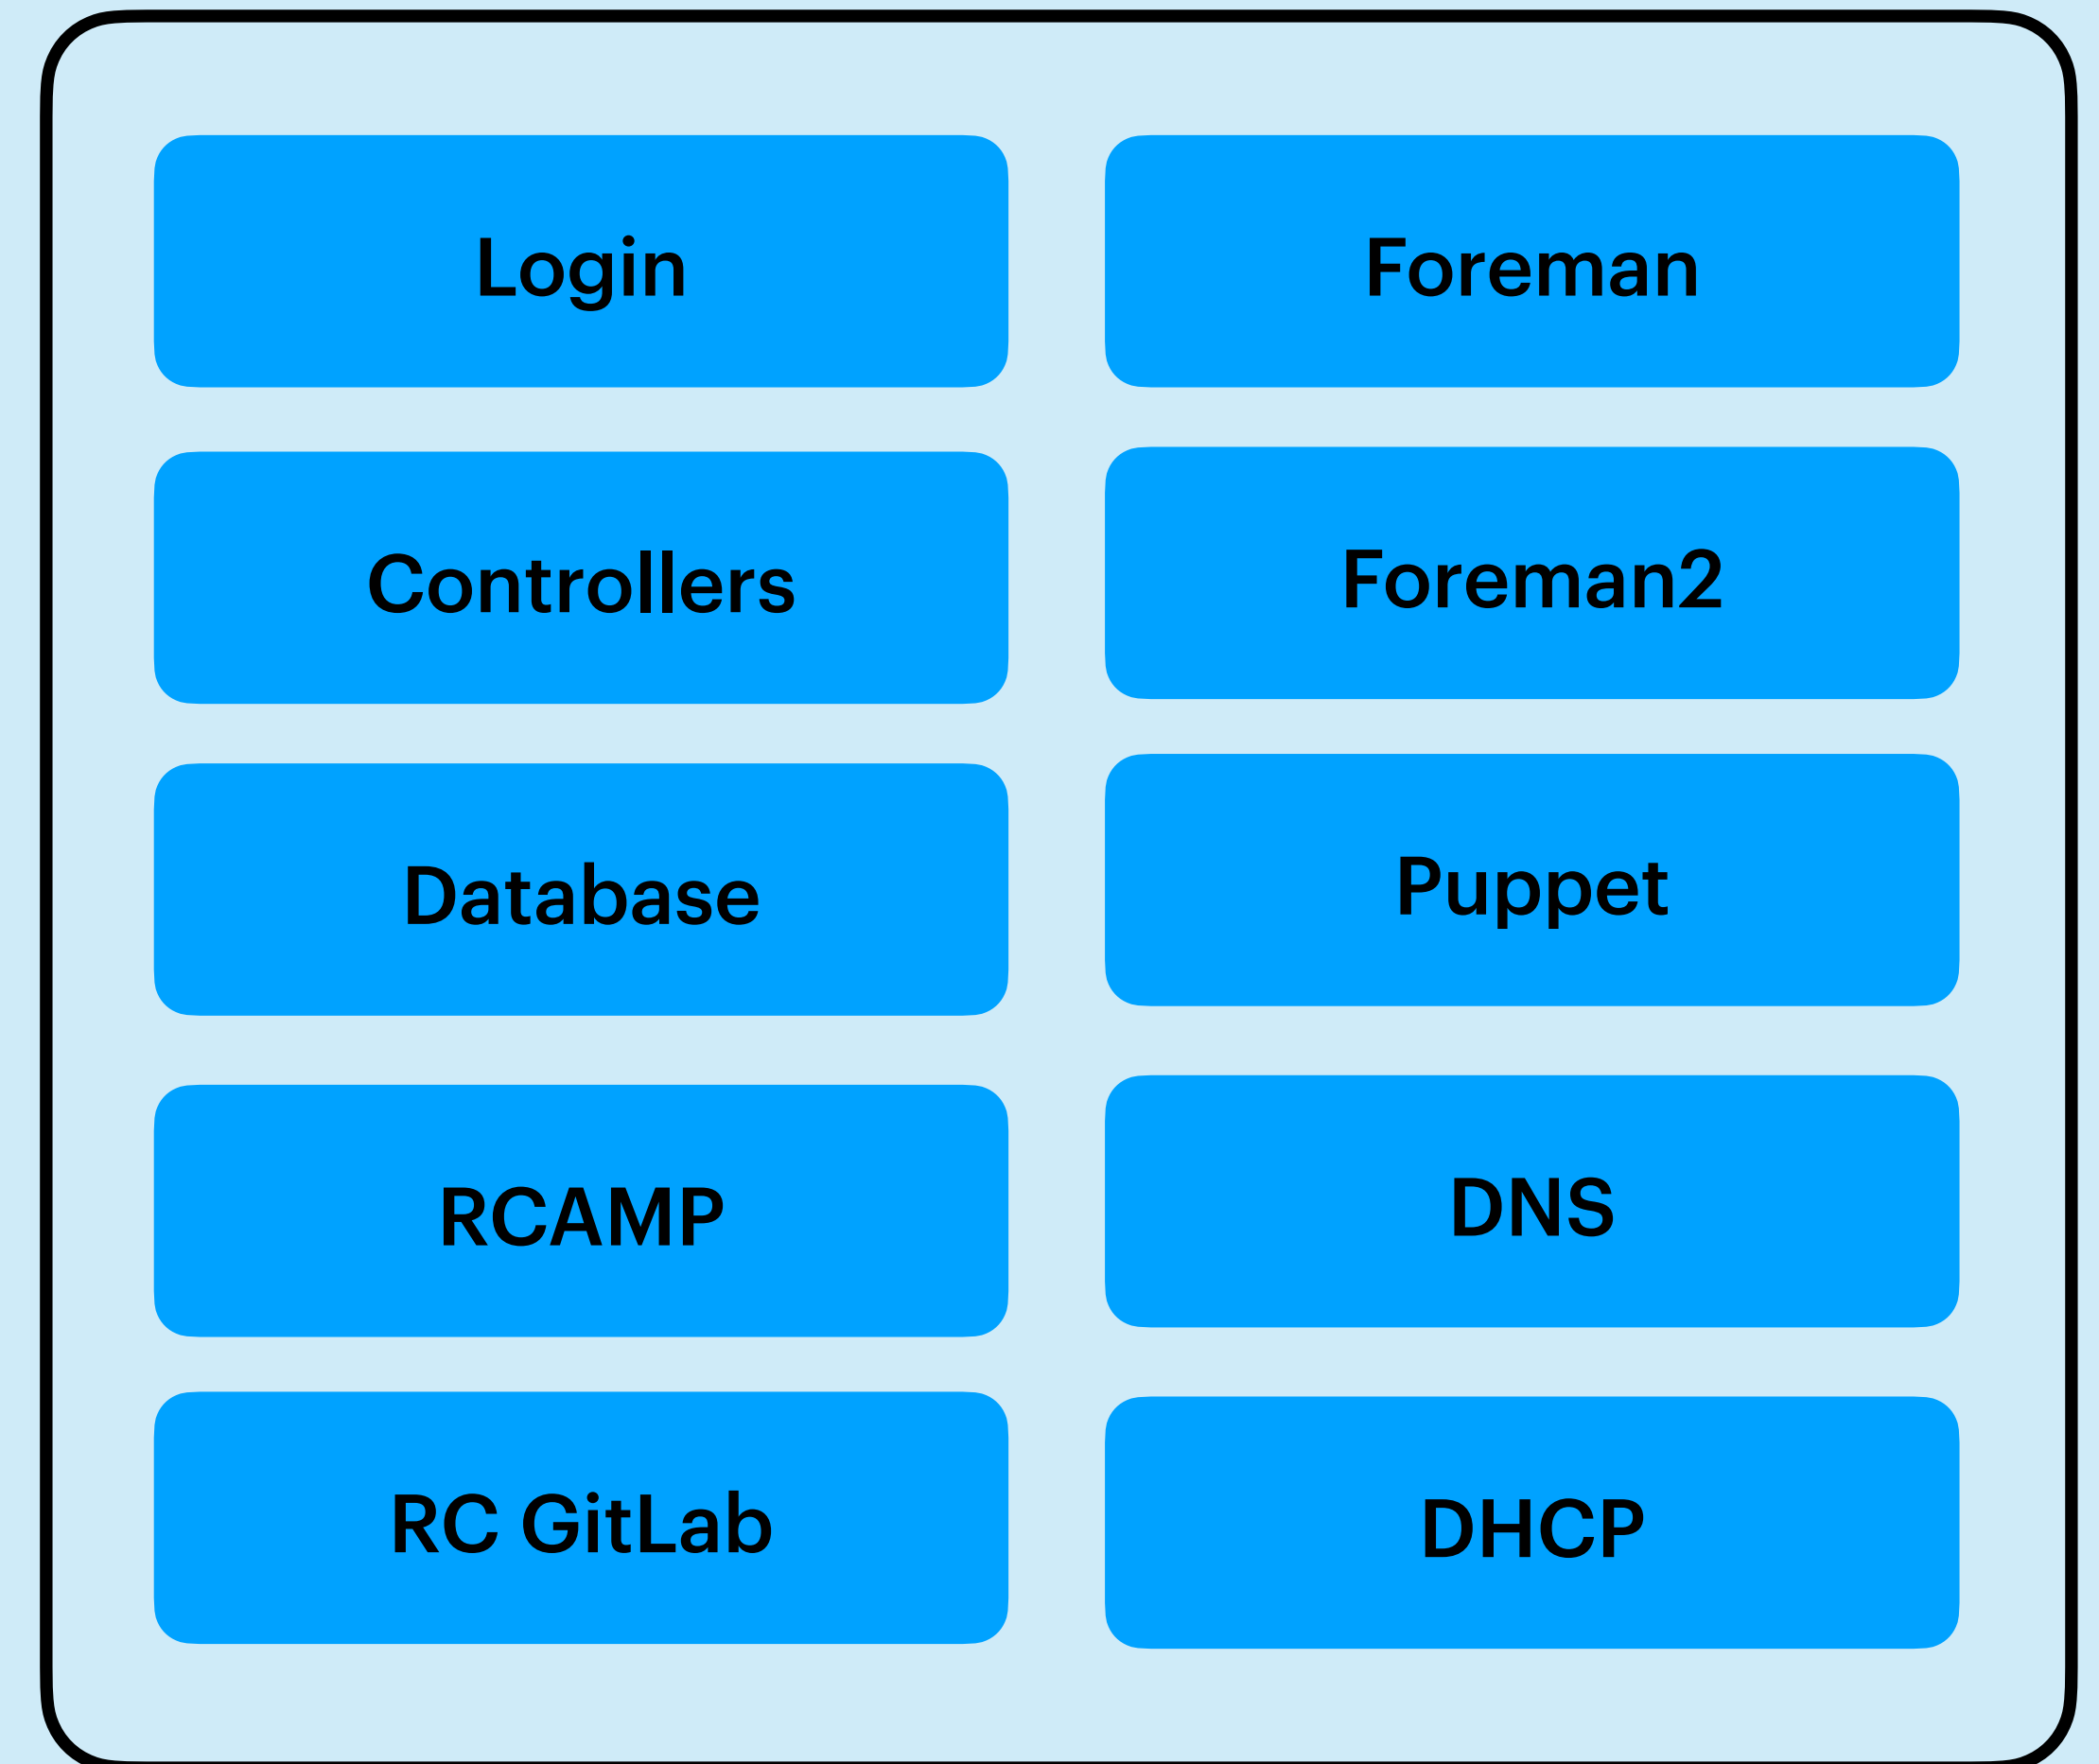 Login
Foreman
Controllers
Foreman2
Database
Puppet
RCAMP
DNS
RC GitLab
DHCP